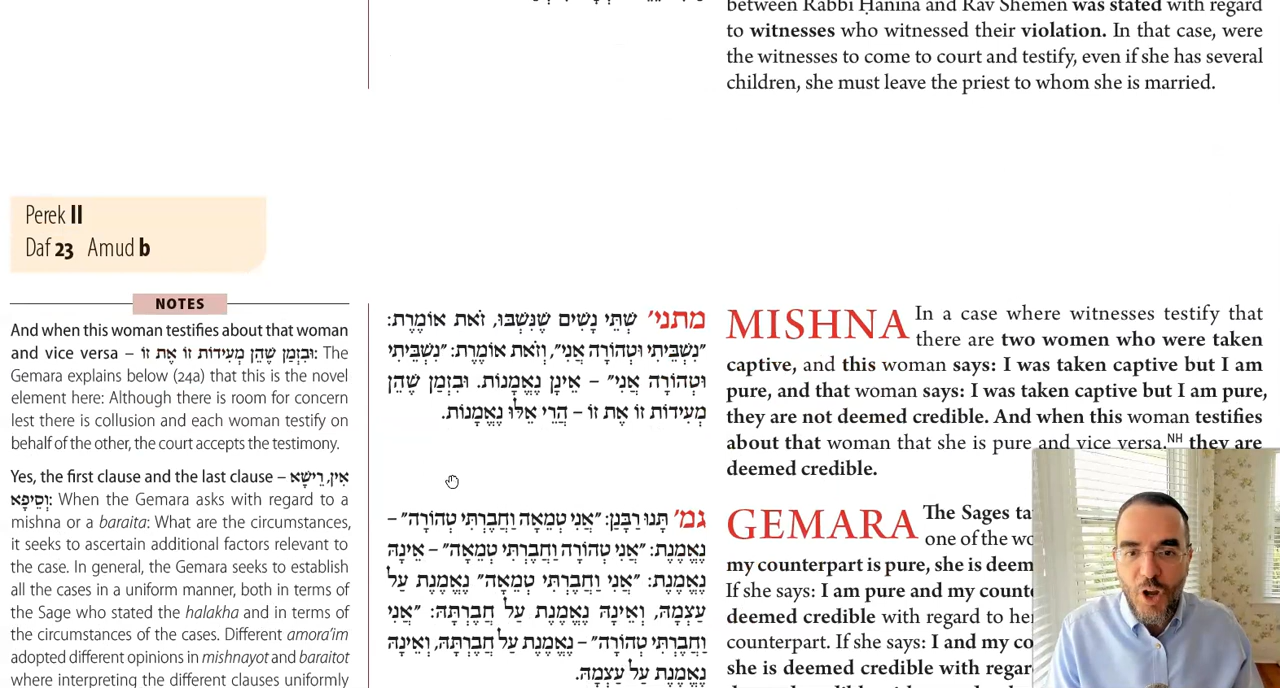 between Rabbi Ḥanina and Rav Shemen was stated with regard
to witnesses who witnessed their violation. In that case, were
the witnesses to come to court and testify, even if she has several
children, she must leave the priest to whom she is married.
Perek II
Daf 23 Amud b
NOTES
And when this woman testifies about that woman
and vice versa – וּבִזְמַן שֶׁהֵן מְעִידוֹת זוֹ אֶת זוֹ: The
Gemara explains below (24a) that this is the novel
element here: Although there is room for concern
lest there is collusion and each woman testify on
behalf of the other, the court accepts the testimony.
Yes, the first clause and the last clause – אִין, רֵישָׁא
וְסֵיפָא: When the Gemara asks with regard to a
mishna or a baraita: What are the circumstances,
it seeks to ascertain additional factors relevant to
the case. In general, the Gemara seeks to establish
all the cases in a uniform manner, both in terms of
the Sage who stated the halakha and in terms of
the circumstances of the cases. Different amora'im
adopted different opinions in mishnayot and baraitot
where interpreting the different clauses uniformly
מתני׳ שְׁתֵּי נָשִׁים שֶׁנִּשְׁבּוּ, זֹאת אוֹמֶרֶת:
״נִשְׁבֵּיתִי וּטְהוֹרָה אֲנִי״, וְזֹאת אוֹמֶרֶת: ״נִשְׁבֵּיתִי
וּטְהוֹרָה אֲנִי״ – אֵינָן נֶאֱמָנוֹת. וּבִזְמַן שֶׁהֵן
מְעִידוֹת זוֹ אֶת זוֹ – הֲרֵי אֵלּוּ נֶאֱמָנוֹת.
גמ׳ תָּנוּ רַבָּנַן: ״אֲנִי טְמֵאָה וַחֲבֶרְתִּי טְהוֹרָה״ –
נֶאֱמֶנֶת: ״אֲנִי טְהוֹרָה וַחֲבֶרְתִּי טְמֵאָה״ – אֵינָהּ
נֶאֱמֶנֶת: ״אֲנִי וַחֲבֶרְתִּי טְמֵאָה״ נֶאֱמֶנֶת עַל
עַצְמָהּ, וְאֵינָהּ נֶאֱמֶנֶת עַל חֲבֶרְתָּהּ: ״אֲנִי
וַחֲבֶרְתִּי טְהוֹרָה״ – נֶאֱמֶנֶת עַל חֲבֶרְתָּהּ, וְאֵינָהּ
נֶאֱמֶנֶת עַל עַצְמָהּ.
MISHNA In a case where witnesses testify that
there are two women who were taken
captive, and this woman says: I was taken captive but I am
pure, and that woman says: I was taken captive but I am pure,
they are not deemed credible. And when this woman testifies
about that woman that she is pure and vice versa,NH they are
deemed credible.
GEMARA The Sages
one of the
my counterpart is pure, she is
If she says: I am pure and my
deemed credible with regard to
counterpart. If she says: I and my
she is deemed credible with